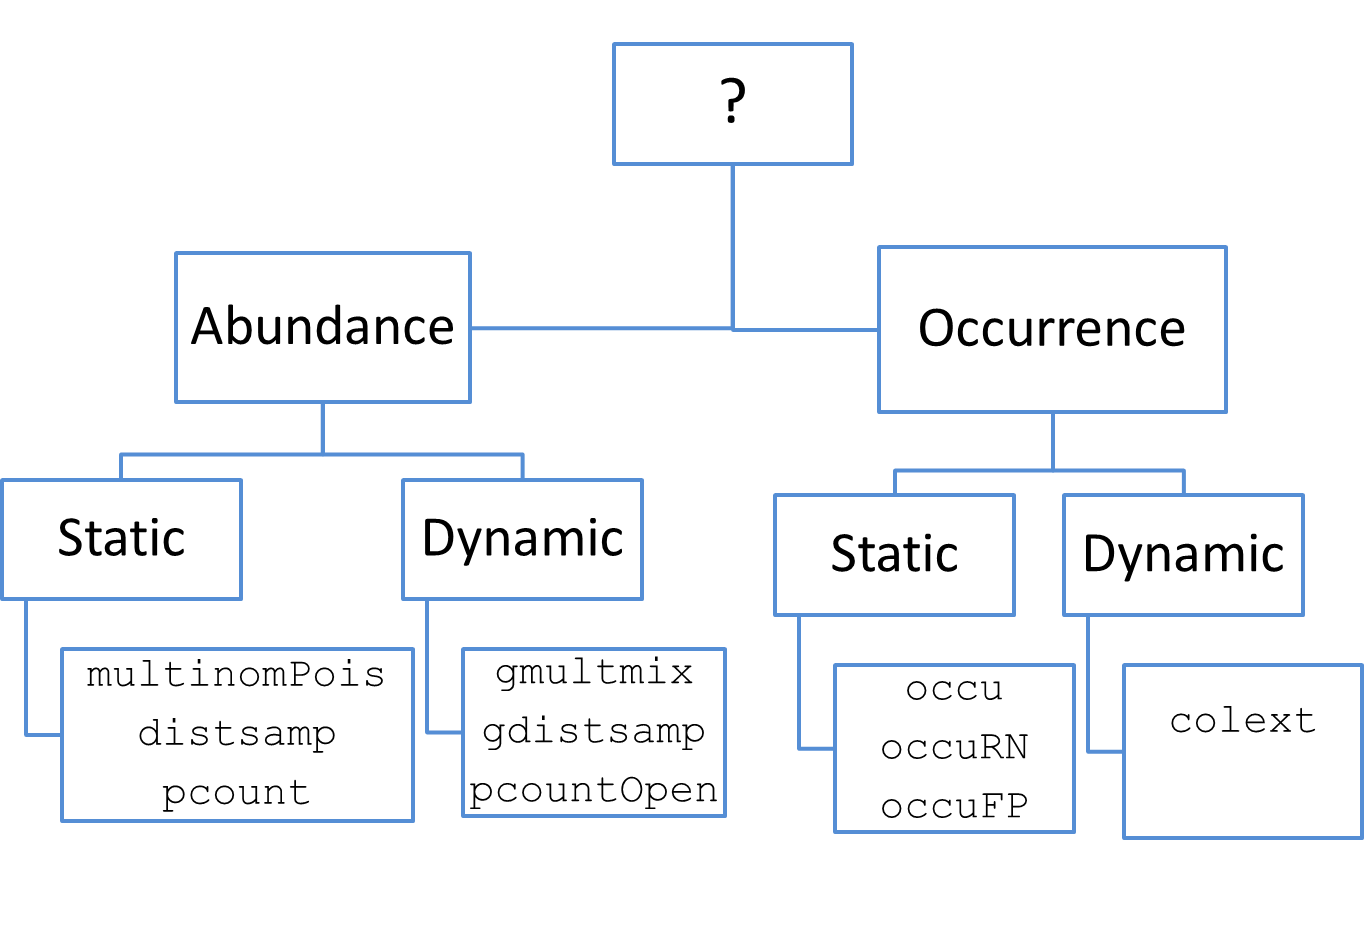 ?
Abundance
Occurrence
Static
Dynamic
Static
Dynamic
multinomPois
distsamp
pcount
gmultmix
gdistsamp
pcountOpen
occu
occuRN
occuFP
colext